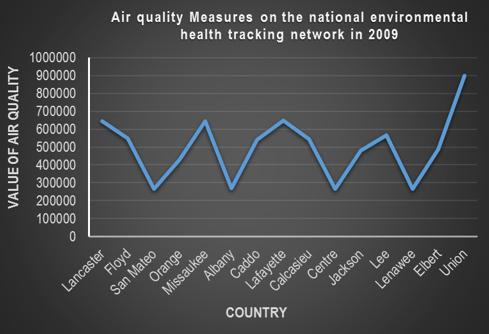 Air quality Measures on the national environmental
health tracking network in 2009
VALUE OF AIR QUALITY
1000000
900000
800000
700000
600000
500000
400000
300000
200000
100000
0
Lancaster
Floyd
San Mateo
Orange
Missaukee
Albany
Caddo
Lafayette
Calcasieu
Centre
Jackson
Lee
Lenawee
Elbert
Union
COUNTRY